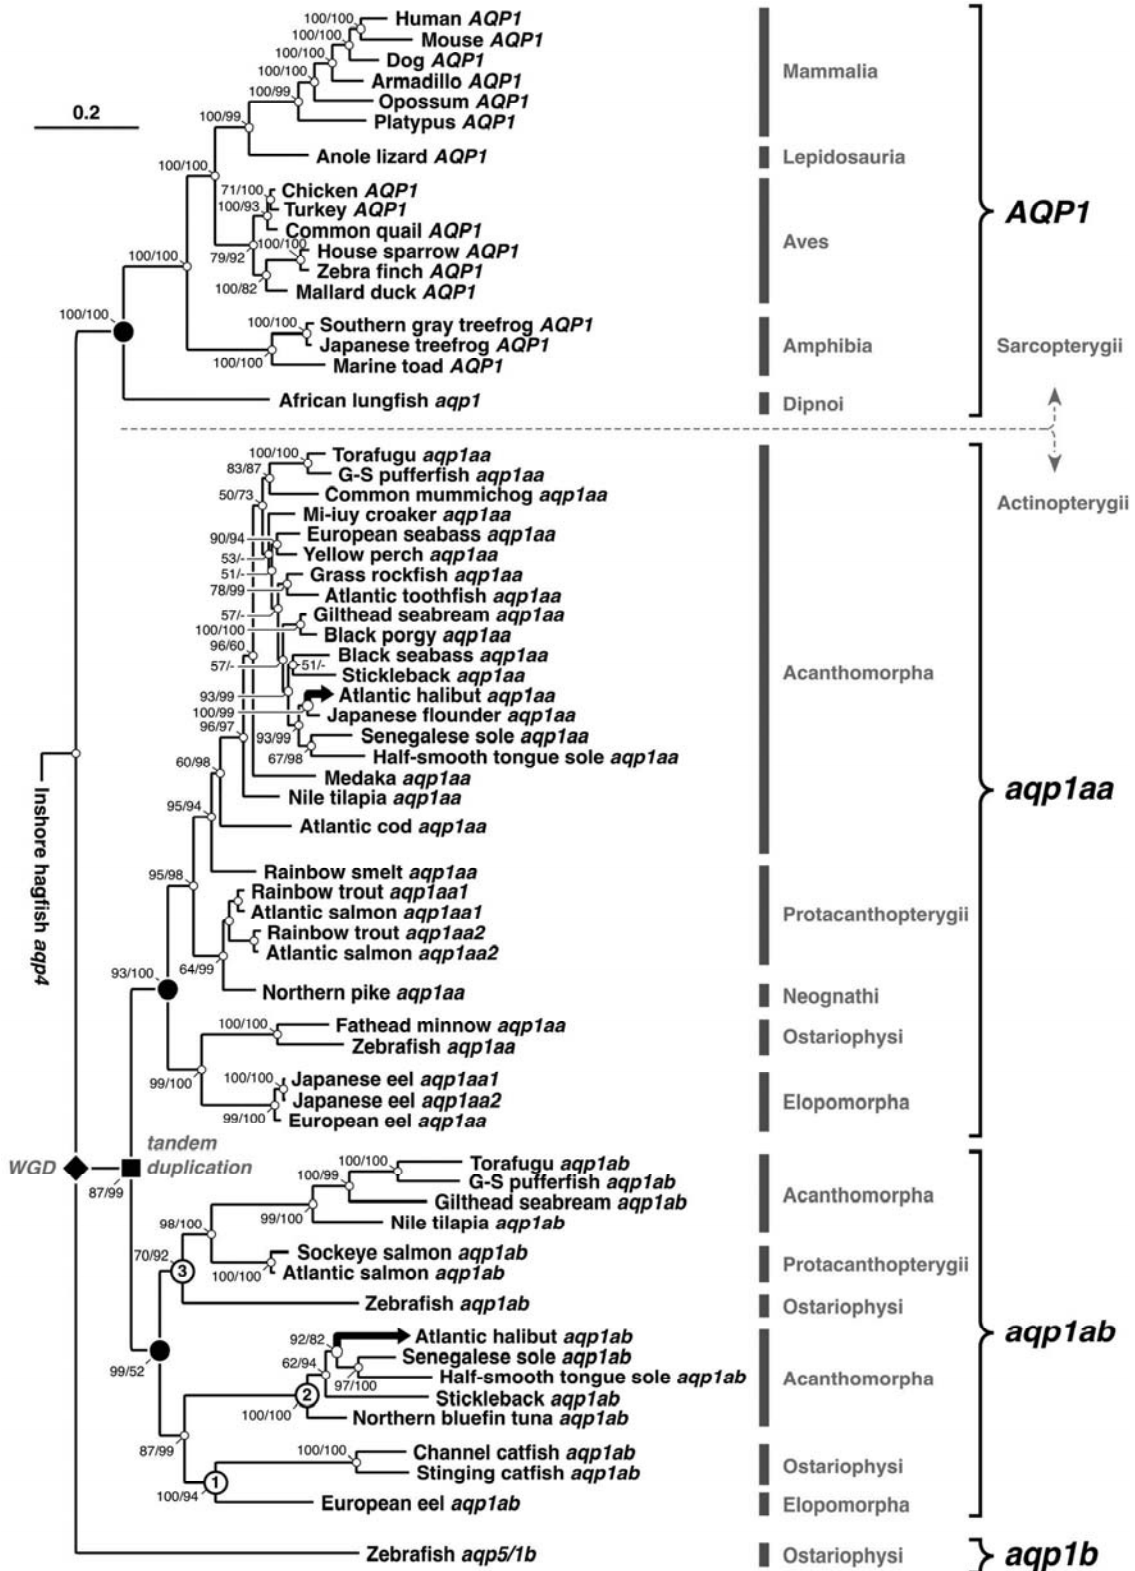 100/100
Human AQP1
100/100
Mouse AQP1
100/100
Dog AQP1
100/100
Armadillo AQP1
Mammalia
100/99
Opossum AQP1
0.2
100/99
Platypus AQP1
Anole lizard AQP1
Lepidosauria
100/100
71/100
Chicken AQP1
100/93
Turkey AQP1
AQP1
Common quail AQP1
Aves
100/100
House sparrow AQP1
79/92
Zebra finch AQP1
100/100
100/82
Mallard duck AQP1
100/100
100/100
Southern gray treefrog AQP1
Japanese treefrog AQP1
Amphibia
Sarcopterygii
100/100
Marine toad AQP1
African lungfish aqp1
Dipnoi
100/100
Torafugu aqp1aa
83/87
G-S pufferfish aqp1aa
50/73
Common mummichog aqp1aa
Actinopterygii
Mi-iuy croaker aqp1aa
90/94
European seabass aqp1aa
53/-
Yellow perch aqp1aa
51/-
Grass rockfish aqp1aa
78/99
Atlantic toothfish aqp1aa
57/-
Gilthead seabream aqp1aa
100/100
Black porgy aqp1aa
96/60
Black seabass aqp1aa
57/-
51/-
Stickleback aqp1aa
Acanthomorpha
93/99
Atlantic halibut aqp1aa
100/99
Japanese flounder aqp1aa
96/97
93/99
Senegalese sole aqp1aa
67/98
Half-smooth tongue sole aqp1aa
60/98
Medaka aqp1aa
Nile tilapia aqp1aa
aqp1aa
95/94
Atlantic cod aqp1aa
Inshore hagfish aqp4
95/98
Rainbow smelt aqp1aa
Rainbow trout aqp1aa1
Atlantic salmon aqp1aa1
Protacanthopterygii
Rainbow trout aqp1aa2
Atlantic salmon aqp1aa2
93/100
64/99
Northern pike aqp1aa
Neognathi
100/100
Fathead minnow aqp1aa
Ostariophysi
Zebrafish aqp1aa
99/100
100/100
Japanese eel aqp1aa1
Japanese eel aqp1aa2
Elopomorpha
99/100
European eel aqp1aa
tandem
WGD
duplication
87/99
100/100
Torafugu aqp1ab
100/99
G-S pufferfish aqp1ab
Acanthomorpha
Gilthead seabream aqp1ab
99/100
Nile tilapia aqp1ab
98/100
70/92
Sockeye salmon aqp1ab
Protacanthopterygii
3
100/100
Atlantic salmon aqp1ab
Zebrafish aqp1ab
Ostariophysi
92/82
Atlantic halibut aqp1ab
aqp1ab
62/94
Senegalese sole aqp1ab
99/52
97/100
Half-smooth tongue sole aqp1ab
Acanthomorpha
2
Stickleback aqp1ab
100/100
Northern bluefin tuna aqp1ab
87/99
100/100
Channel catfish aqp1ab
Ostariophysi
Stinging catfish aqp1ab
1
100/94
European eel aqp1ab
Elopomorpha
Zebrafish aqp5/1b
Ostariophysi
aqp1b